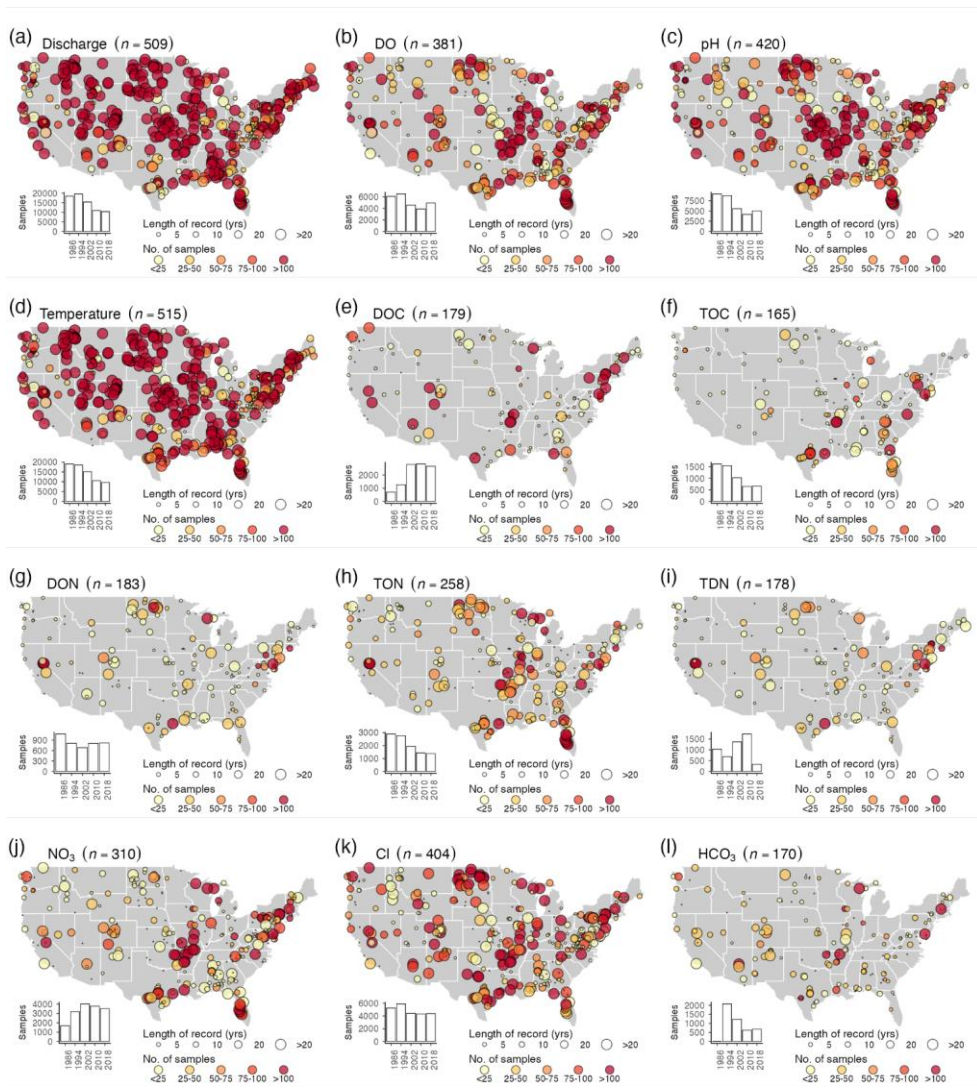 (a) Discharge (n = 509)
Samples
20000
15000
10000
5000
0
1986 1994 2002 2010 2018
Length of record (yrs)
5 10 20 >20
No. of samples
<25 25-50 50-75 75-100 >100
(b) DO (n = 381)
Samples
6000
4000
2000
0
1986 1994 2002 2010 2018
Length of record (yrs)
5 10 20 >20
No. of samples
<25 25-50 50-75 75-100 >100
(c) pH (n = 420)
Samples
7500
5000
2500
0
1986 1994 2002 2010 2018
Length of record (yrs)
5 10 20 >20
No. of samples
<25 25-50 50-75 75-100 >100
(d) Temperature (n = 515)
Samples
20000
15000
10000
5000
0
1986 1994 2002 2010 2018
Length of record (yrs)
5 10 20 >20
No. of samples
<25 25-50 50-75 75-100 >100
(e) DOC (n = 179)
Samples
2000
1000
0
1986 1994 2002 2010 2018
Length of record (yrs)
5 10 20 >20
No. of samples
<25 25-50 50-75 75-100 >100
(f) TOC (n = 165)
Samples
1500
1000
500
0
1986 1994 2002 2010 2018
Length of record (yrs)
5 10 20 >20
No. of samples
<25 25-50 50-75 75-100 >100
(g) DON (n = 183)
Samples
900
600
300
0
1986 1994 2002 2010 2018
Length of record (yrs)
5 10 20 >20
No. of samples
<25 25-50 50-75 75-100 >100
(h) TON (n = 258)
Samples
3000
2000
1000
0
1986 1994 2002 2010 2018
Length of record (yrs)
5 10 20 >20
No. of samples
<25 25-50 50-75 75-100 >100
(i) TDN (n = 178)
Samples
1500
1000
500
0
1986 1994 2002 2010 2018
Length of record (yrs)
5 10 20 >20
No. of samples
<25 25-50 50-75 75-100 >100
(j) NO₃ (n = 310)
Samples
4000
3000
2000
1000
0
1986 1994 2002 2010 2018
Length of record (yrs)
5 10 20 >20
No. of samples
<25 25-50 50-75 75-100 >100
(k) Cl (n = 404)
Samples
6000
4000
2000
0
1986 1994 2002 2010 2018
Length of record (yrs)
5 10 20 >20
No. of samples
<25 25-50 50-75 75-100 >100
(l) HCO₃ (n = 170)
Samples
2000
1500
1000
500
0
1986 1994 2002 2010 2018
Length of record (yrs)
5 10 20 >20
No. of samples
<25 25-50 50-75 75-100 >100